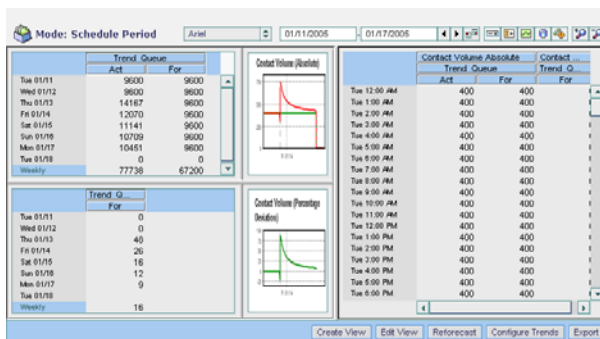 Mode: Schedule Period Ariel 01/11/2005 - 01/17/2005
Trend Queue
Act For
Tue 01/11 9600 9600
Wed 01/12 9600 9600
Thu 01/13 14167 9600
Fri 01/14 12070 9600
Sat 01/15 11141 9600
Sun 01/16 10709 9600
Mon 01/17 10451 9600
Tue 01/18 0 0
Weekly 77738 67200
Contact Volume (Absolute)
Trend Q...
For
Tue 01/11 0
Wed 01/12 0
Thu 01/13 48
Fri 01/14 26
Sat 01/15 16
Sun 01/16 12
Mon 01/17 9
Tue 01/18
Weekly 16
Contact Volume (Percentage
Deviation)
Contact Volume Absolute Contact ...
Trend Queue Trend Q...
Act For For
Tue 12:00 AM 400 400
Tue 1:00 AM 400 400
Tue 2:00 AM 400 400
Tue 3:00 AM 400 400
Tue 4:00 AM 400 400
Tue 5:00 AM 400 400
Tue 6:00 AM 400 400
Tue 7:00 AM 400 400
Tue 8:00 AM 400 400
Tue 9:00 AM 400 400
Tue 10:00 AM 400 400
Tue 11:00 AM 400 400
Tue 12:00 PM 400 400
Tue 1:00 PM 400 400
Tue 2:00 PM 400 400
Tue 3:00 PM 400 400
Tue 4:00 PM 400 400
Tue 5:00 PM 400 400
Tue 6:00 PM 400 400
Create View Edit View Reforecast Configure Trends Export